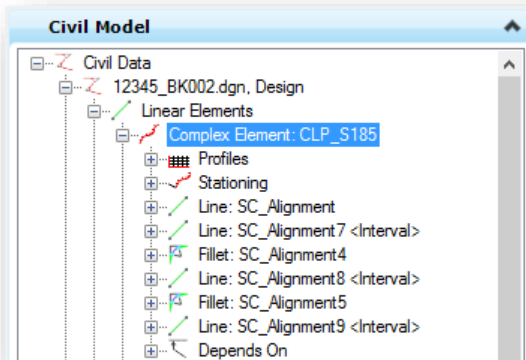 Civil Model
Civil Data
12345_BK002.dgn, Design
Linear Elements
Complex Element: CLP_S185
Profiles
Stationing
Line: SC_Alignment
Line: SC_Alignment7 <Interval>
Fillet: SC_Alignment4
Line: SC_Alignment8 <Interval>
Fillet: SC_Alignment5
Line: SC_Alignment9 <Interval>
Depends On